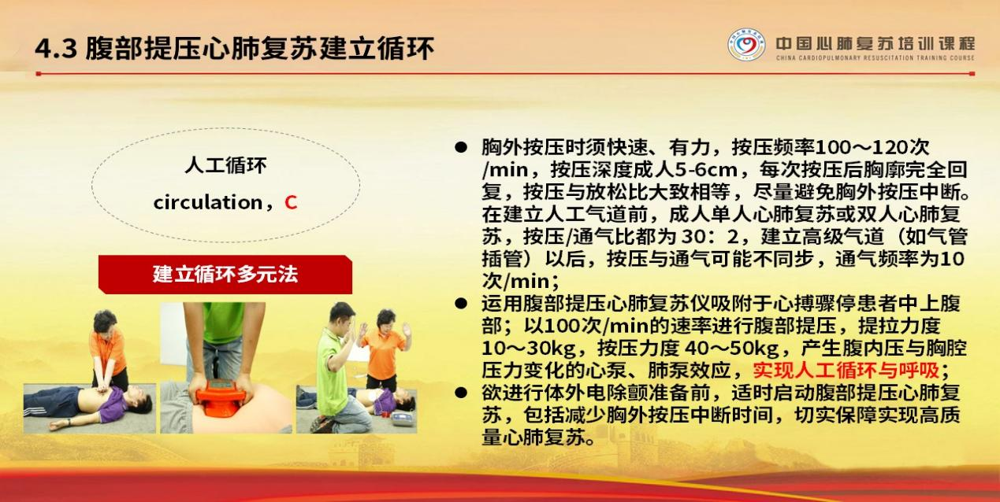 4.3 腹部提压心肺复苏建立循环
中国心肺复苏培训课程
CHINA CARDIOPULMONARY RESUSCITATION TRAINING COURSE
人工循环
circulation，C
建立循环多元法
● 胸外按压时须快速、有力，按压频率100～120次
/min，按压深度成人5-6cm，每次按压后胸廓完全回
复，按压与放松比大致相等，尽量避免胸外按压中断。
在建立人工气道前，成人单人心肺复苏或双人心肺复
苏，按压/通气比都为 30：2，建立高级气道（如气管
插管）以后，按压与通气可能不同步，通气频率为10
次/min；
● 运用腹部提压心肺复苏仪吸附于心搏骤停患者中上腹
部；以100次/min的速率进行腹部提压，提拉力度
10～30kg，按压力度 40～50kg，产生腹内压与胸腔
压力变化的心泵、肺泵效应，实现人工循环与呼吸；
● 欲进行体外电除颤准备前，适时启动腹部提压心肺复
苏，包括减少胸外按压中断时间，切实保障实现高质
量心肺复苏。